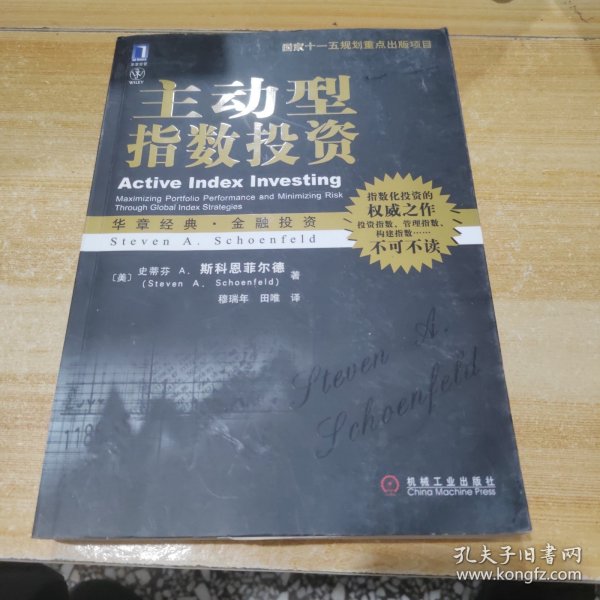 国家十一五规划重点出版项目
WILEY
主动型
指数投资
Active Index Investing
Maximizing Portfolio Performance and Minimizing Risk
Through Global Index Strategies
华章经典·金融投资
Steven A. Schoenfeld
指数化投资的
权威之作
投资指数、管理指数、
构建指数……
不可不读
〔美〕史蒂芬 A. 斯科恩菲尔德 著
(Steven A. Schoenfeld)
穆瑞年 田唯 译
Steven A.
Schoenfeld
机械工业出版社
China Machine Press
孔夫子旧书网
www.kongfz.com